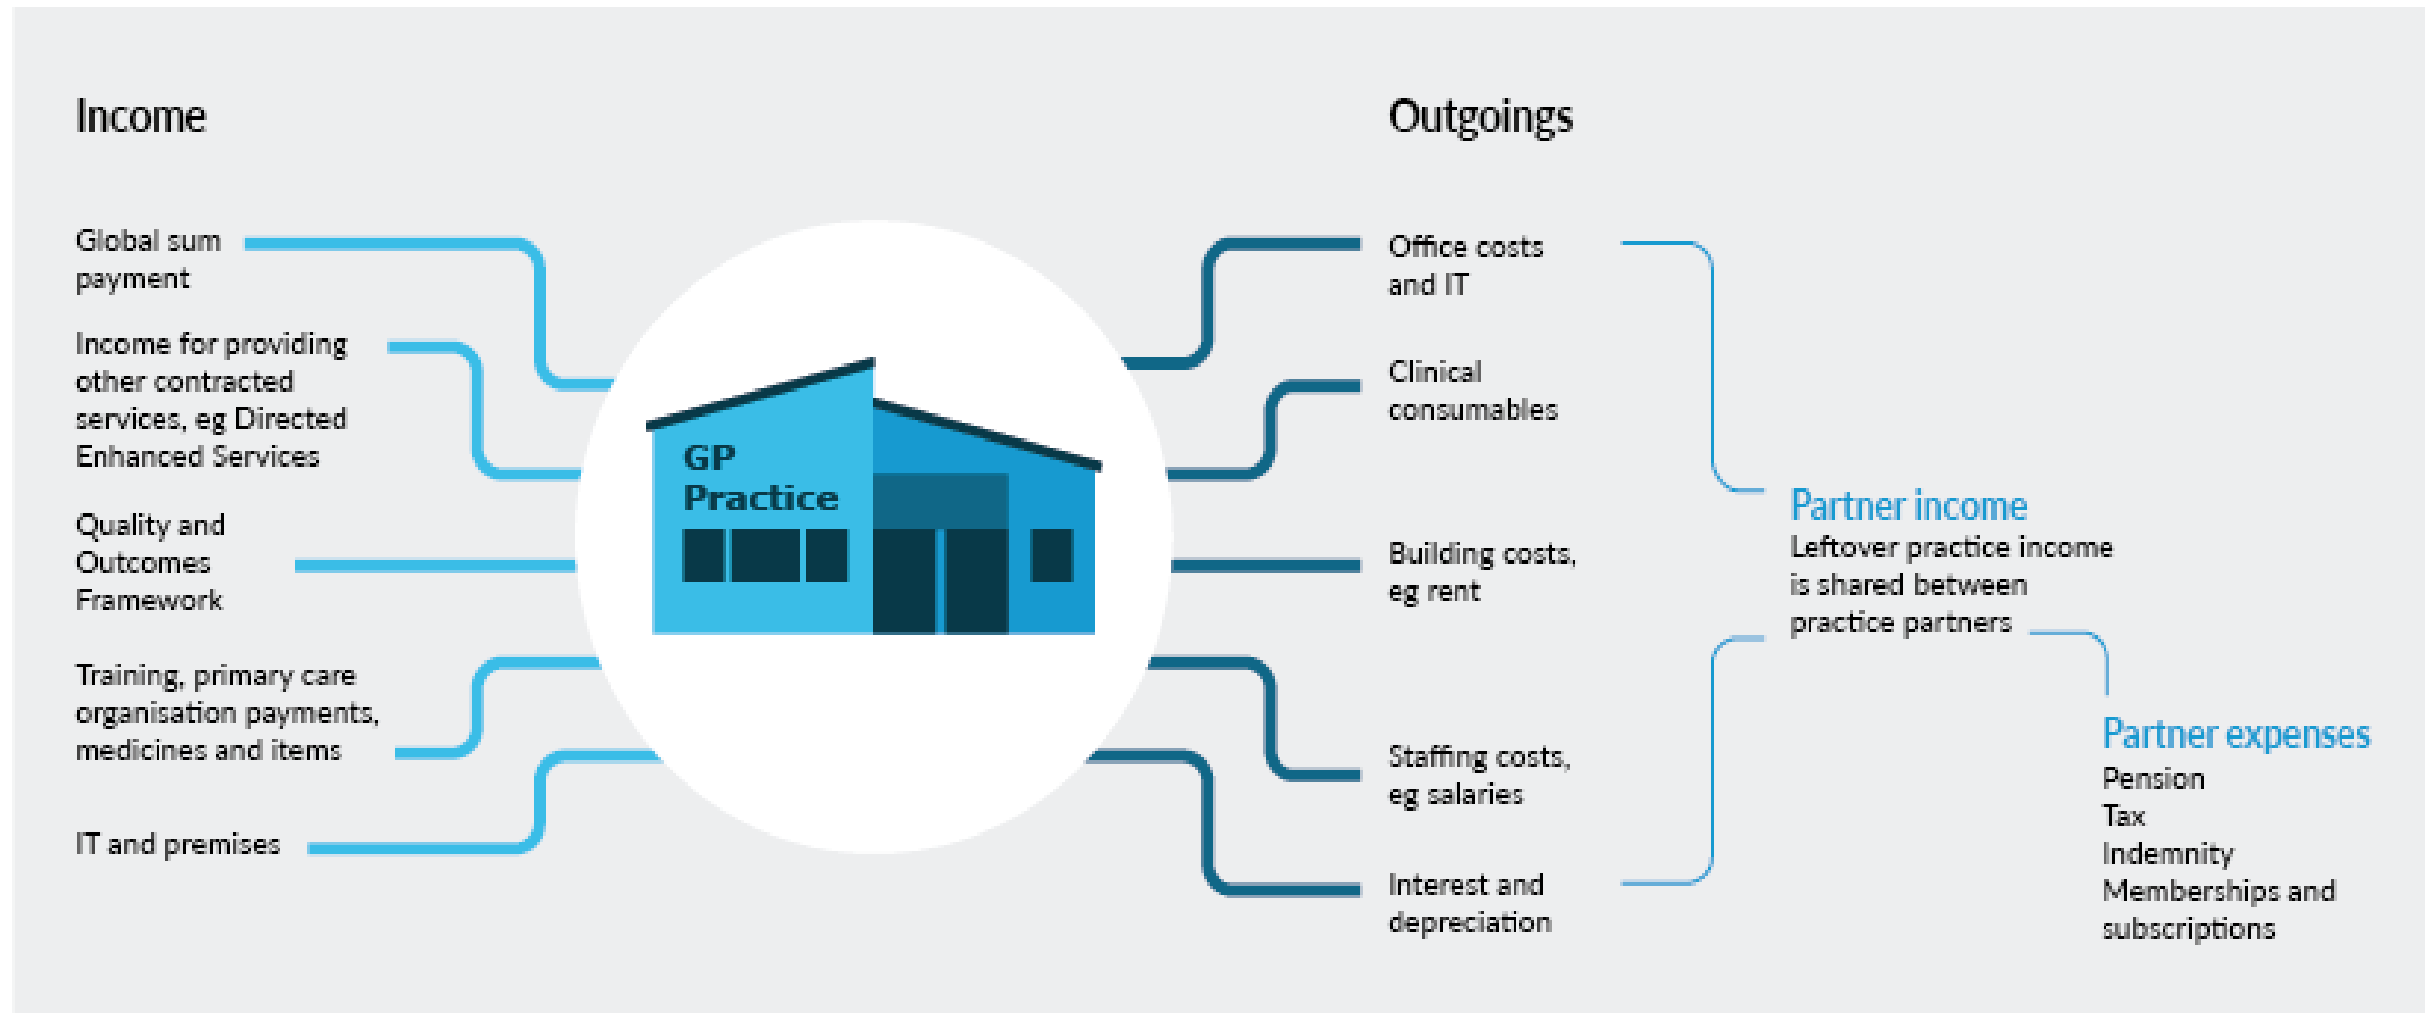 Income
Global sum
payment
Income for providing
other contracted
services, eg Directed
Enhanced Services
Quality and
Outcomes
Framework
Training, primary care
organisation payments,
medicines and items
IT and premises
GP
Practice
Outgoings
Office costs
and IT
Clinical
consumables
Building costs,
eg rent
Staffing costs,
eg salaries
Interest and
depreciation
Partner income
Leftover practice income
is shared between
practice partners
Partner expenses
Pension
Tax
Indemnity
Memberships and
subscriptions